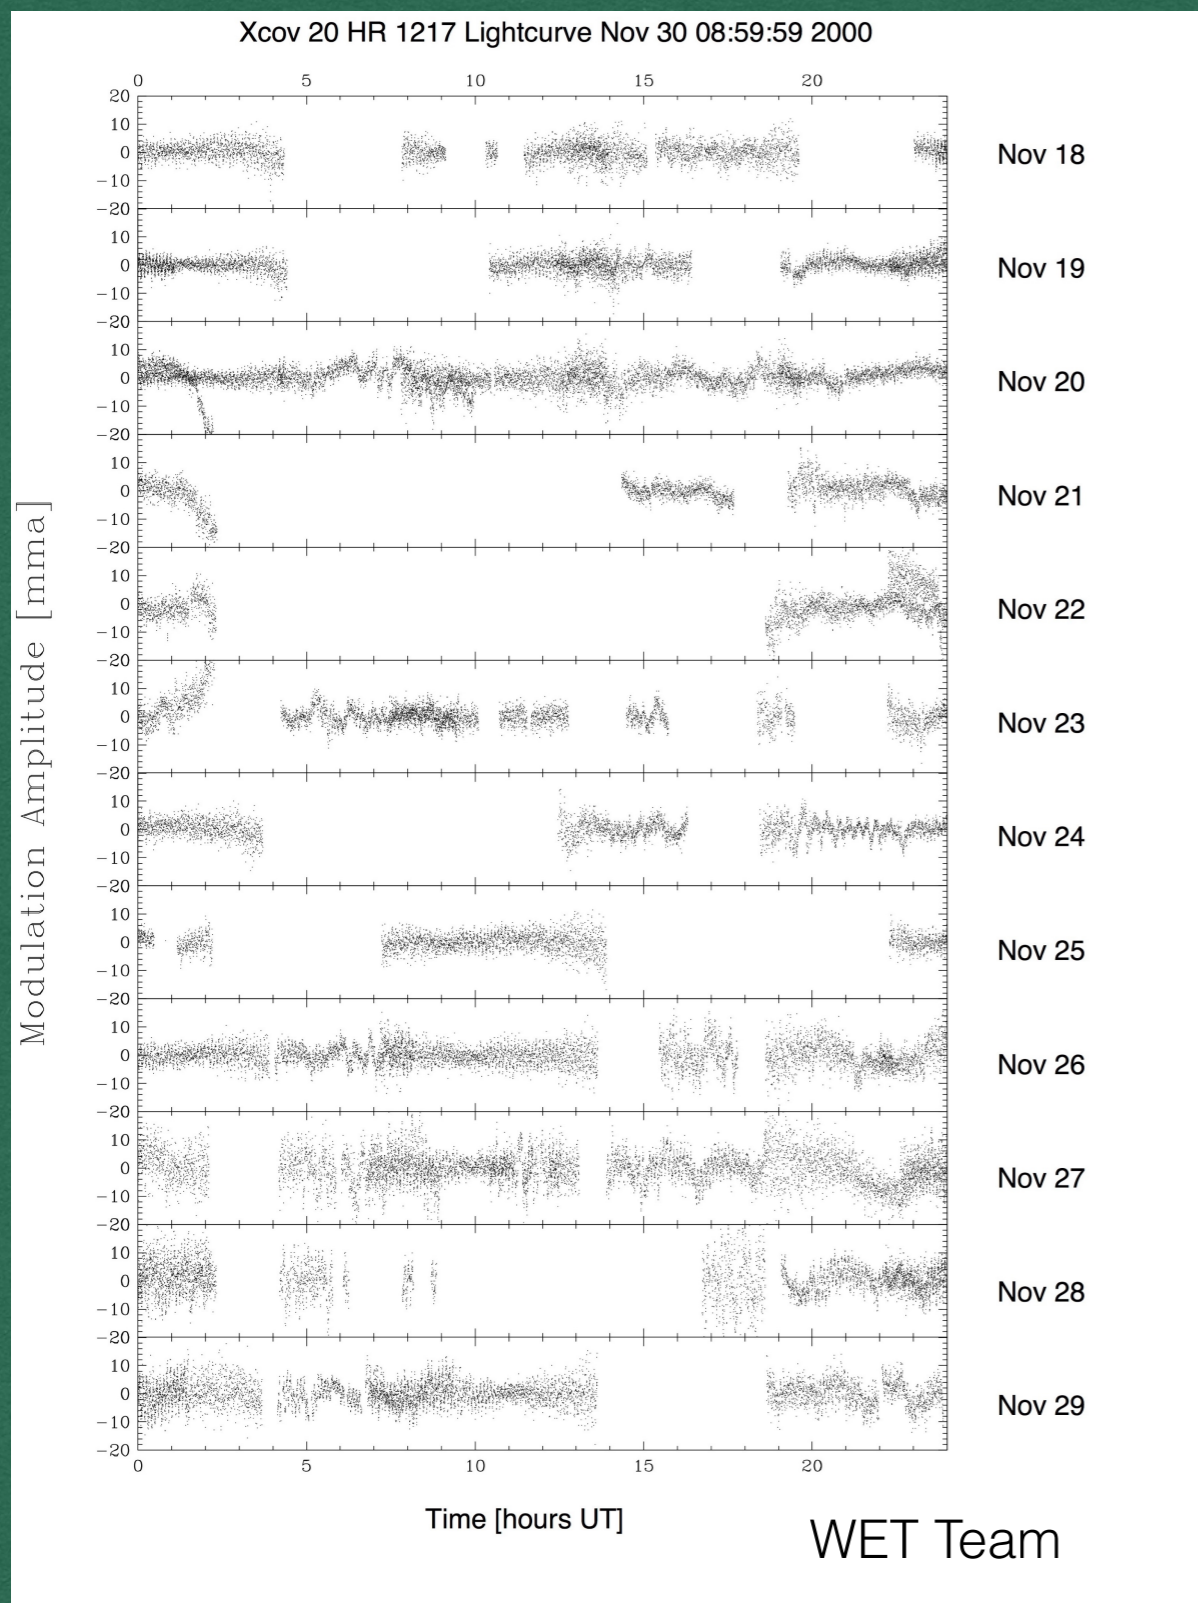 Xcov 20 HR 1217 Lightcurve Nov 30 08:59:59 2000
0 5 10 15 20
20
10
0
−10
−20
Nov 18
10
0
−10
−20
Nov 19
10
0
−10
−20
Nov 20
10
0
−10
−20
Nov 21
10
0
−10
−20
Nov 22
10
0
−10
−20
Nov 23
10
0
−10
−20
Nov 24
10
0
−10
−20
Nov 25
10
0
−10
−20
Nov 26
10
0
−10
−20
Nov 27
10
0
−10
−20
Nov 28
10
0
−10
−20
Nov 29
Modulation Amplitude [mma]
0 5 10 15 20
Time [hours UT]
WET Team